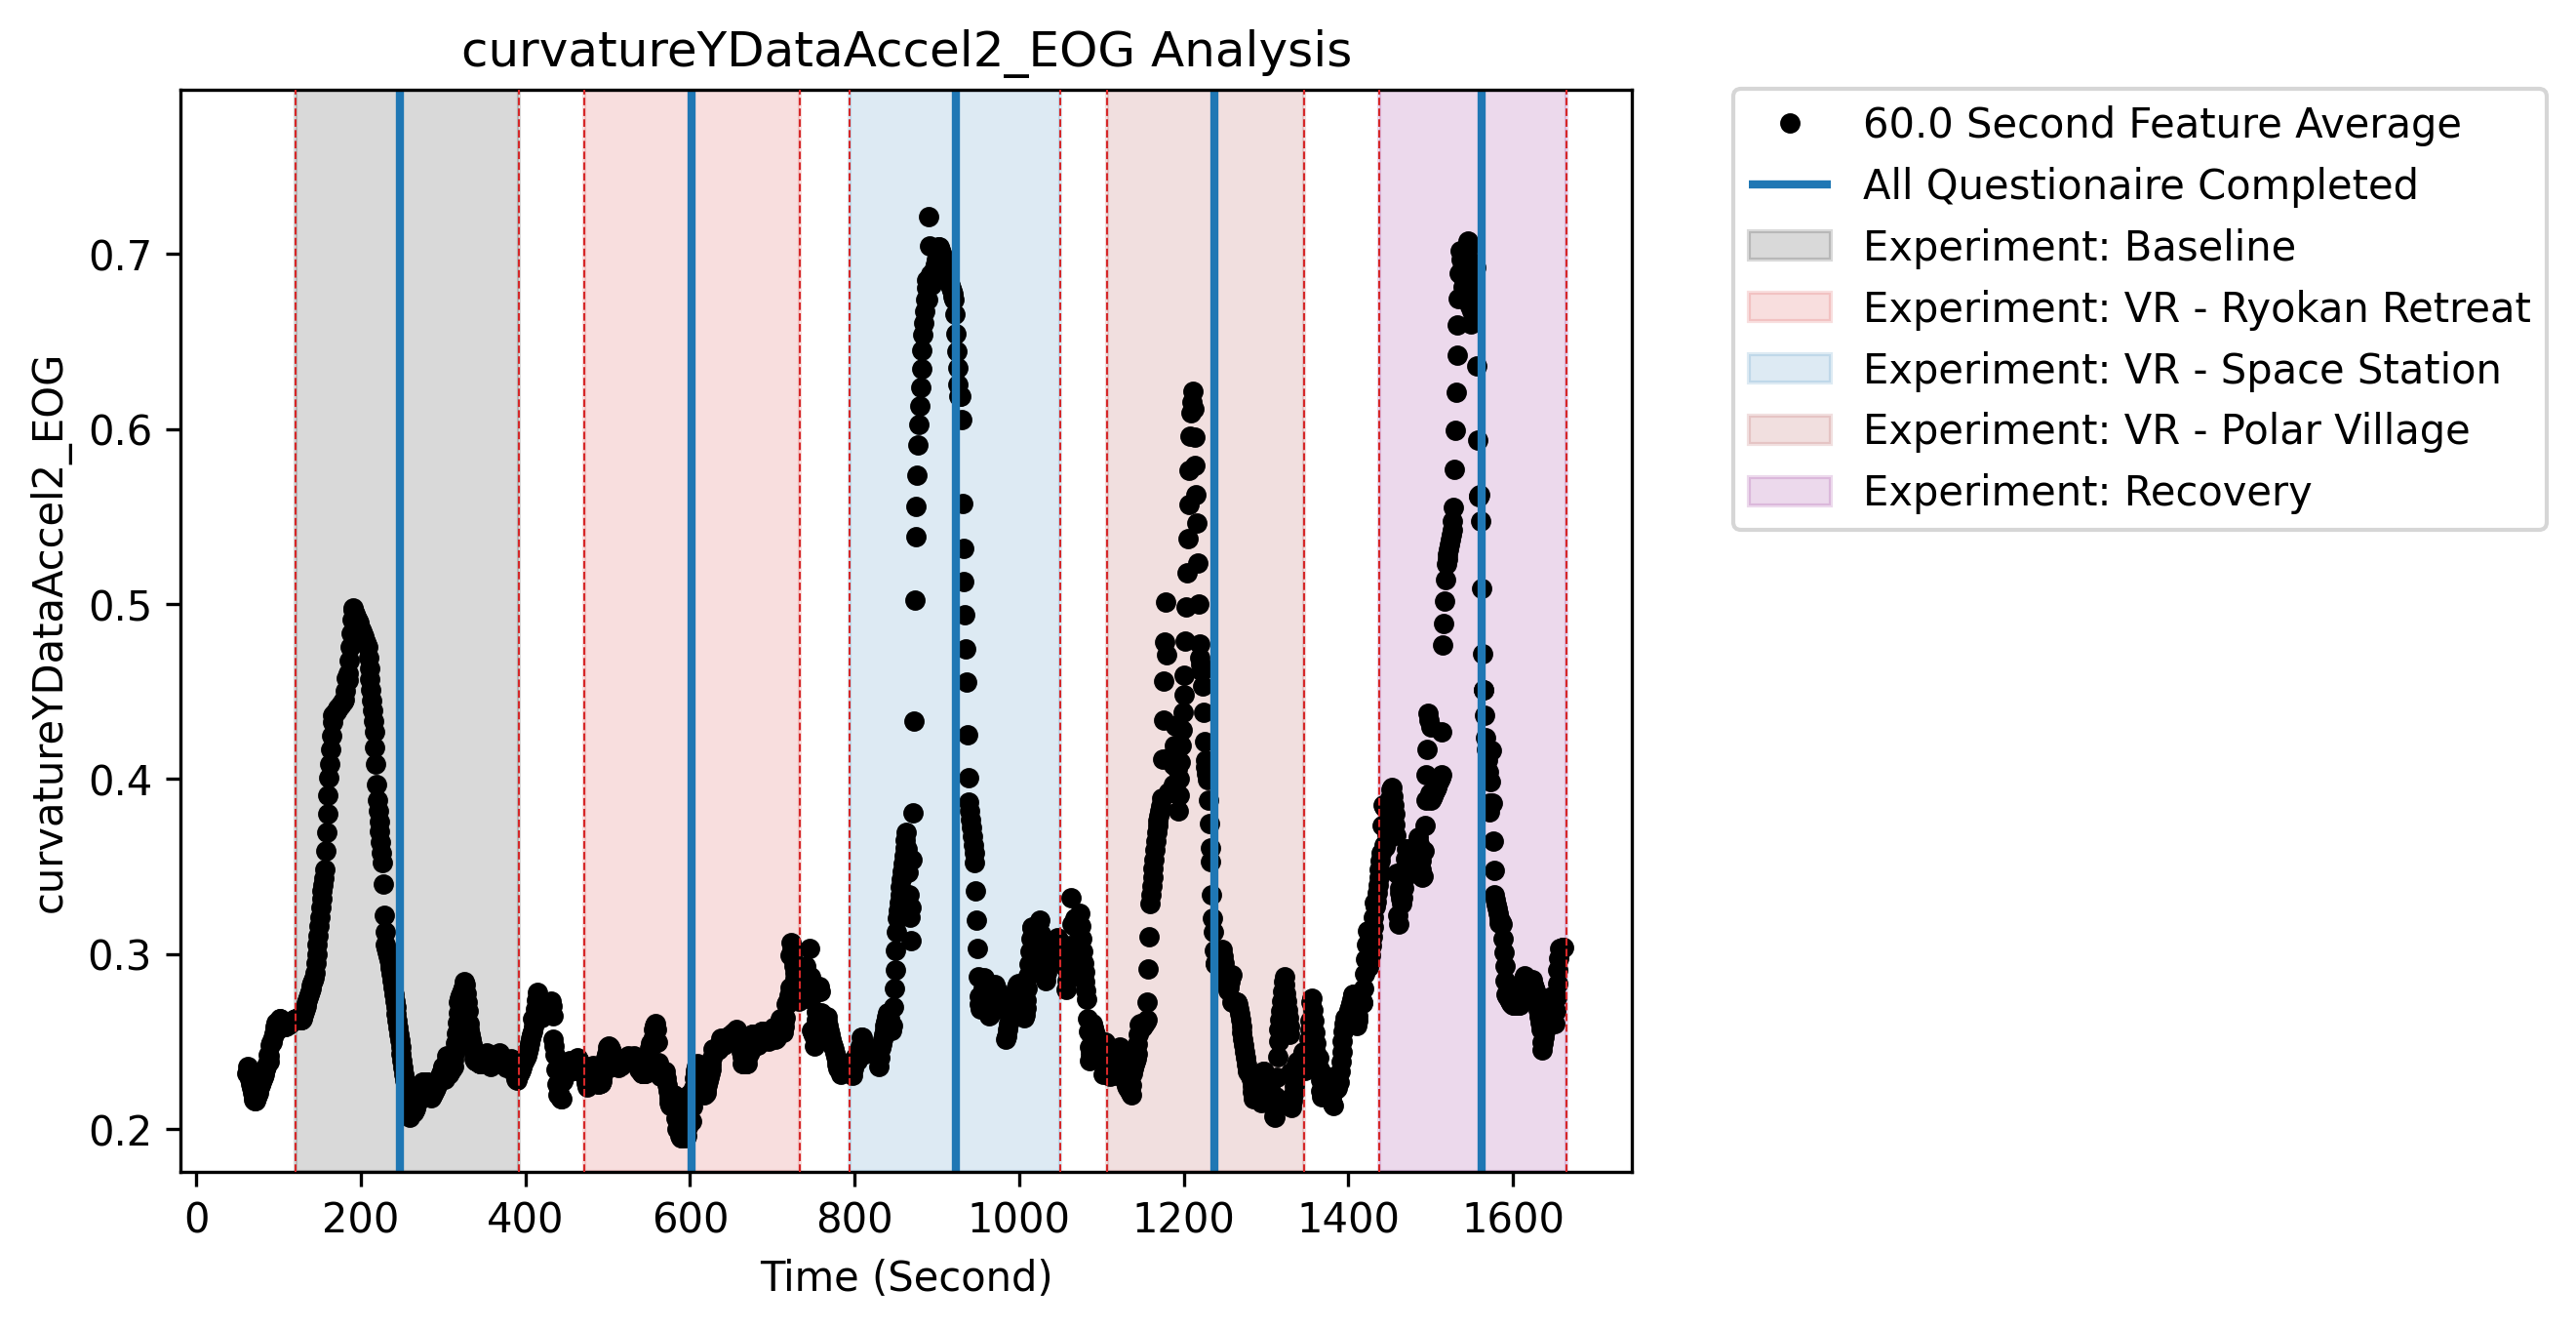 curvatureYDataAccel2_EOG Analysis
curvatureYDataAccel2_EOG
0.7
0.6
0.5
0.4
0.3
0.2
0 200 400 600 800 1000 1200 1400 1600
Time (Second)
60.0 Second Feature Average
All Questionaire Completed
Experiment: Baseline
Experiment: VR - Ryokan Retreat
Experiment: VR - Space Station
Experiment: VR - Polar Village
Experiment: Recovery